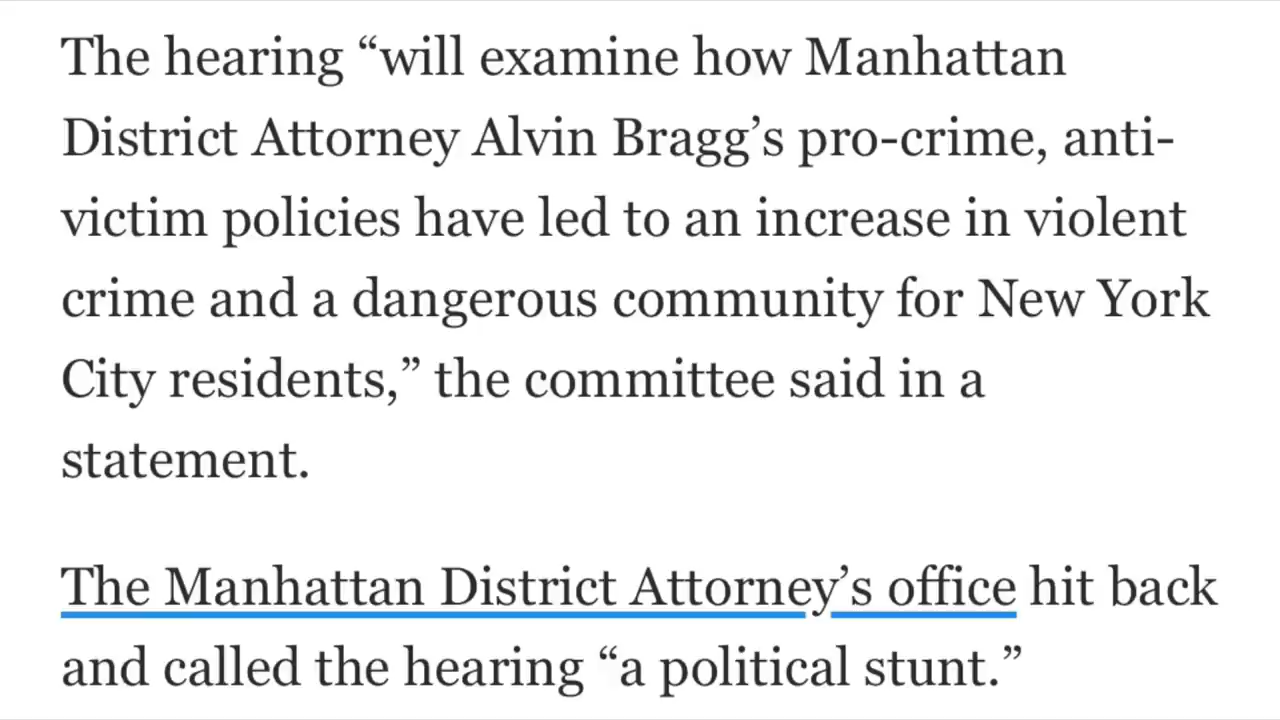 The hearing “will examine how Manhattan
District Attorney Alvin Bragg’s pro-crime, anti-
victim policies have led to an increase in violent
crime and a dangerous community for New York
City residents,” the committee said in a
statement.
The Manhattan District Attorney’s office hit back
and called the hearing “a political stunt.”